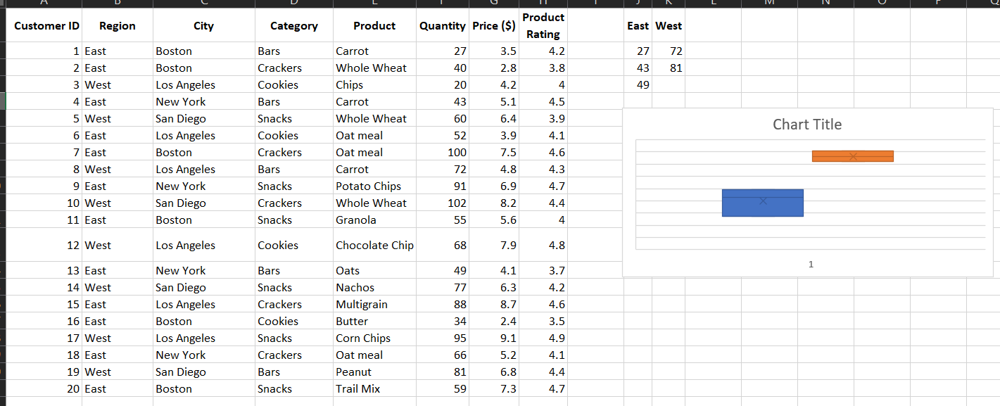 A B C D E F G H I J K L M N O P Q
Customer ID Region City Category Product Quantity Price ($) Product Rating East West
1 East Boston Bars Carrot 27 3.5 4.2 27 72
2 East Boston Crackers Whole Wheat 40 2.8 3.8 43 81
3 West Los Angeles Cookies Chips 20 4.2 4 49
4 East New York Bars Carrot 43 5.1 4.5
5 West San Diego Snacks Whole Wheat 60 6.4 3.9
Chart Title
6 East Los Angeles Cookies Oat meal 52 3.9 4.1
7 East Boston Crackers Oat meal 100 7.5 4.6
8 West Los Angeles Bars Carrot 72 4.8 4.3
9 East New York Snacks Potato Chips 91 6.9 4.7
10 West San Diego Crackers Whole Wheat 102 8.2 4.4
11 East Boston Snacks Granola 55 5.6 4
12 West Los Angeles Cookies Chocolate Chip 68 7.9 4.8
1
13 East New York Bars Oats 49 4.1 3.7
14 West San Diego Snacks Nachos 77 6.3 4.2
15 East Los Angeles Crackers Multigrain 88 8.7 4.6
16 East Boston Cookies Butter 34 2.4 3.5
17 West Los Angeles Snacks Corn Chips 95 9.1 4.9
18 East New York Crackers Oat meal 66 5.2 4.1
19 West San Diego Bars Peanut 81 6.8 4.4
20 East Boston Snacks Trail Mix 59 7.3 4.7